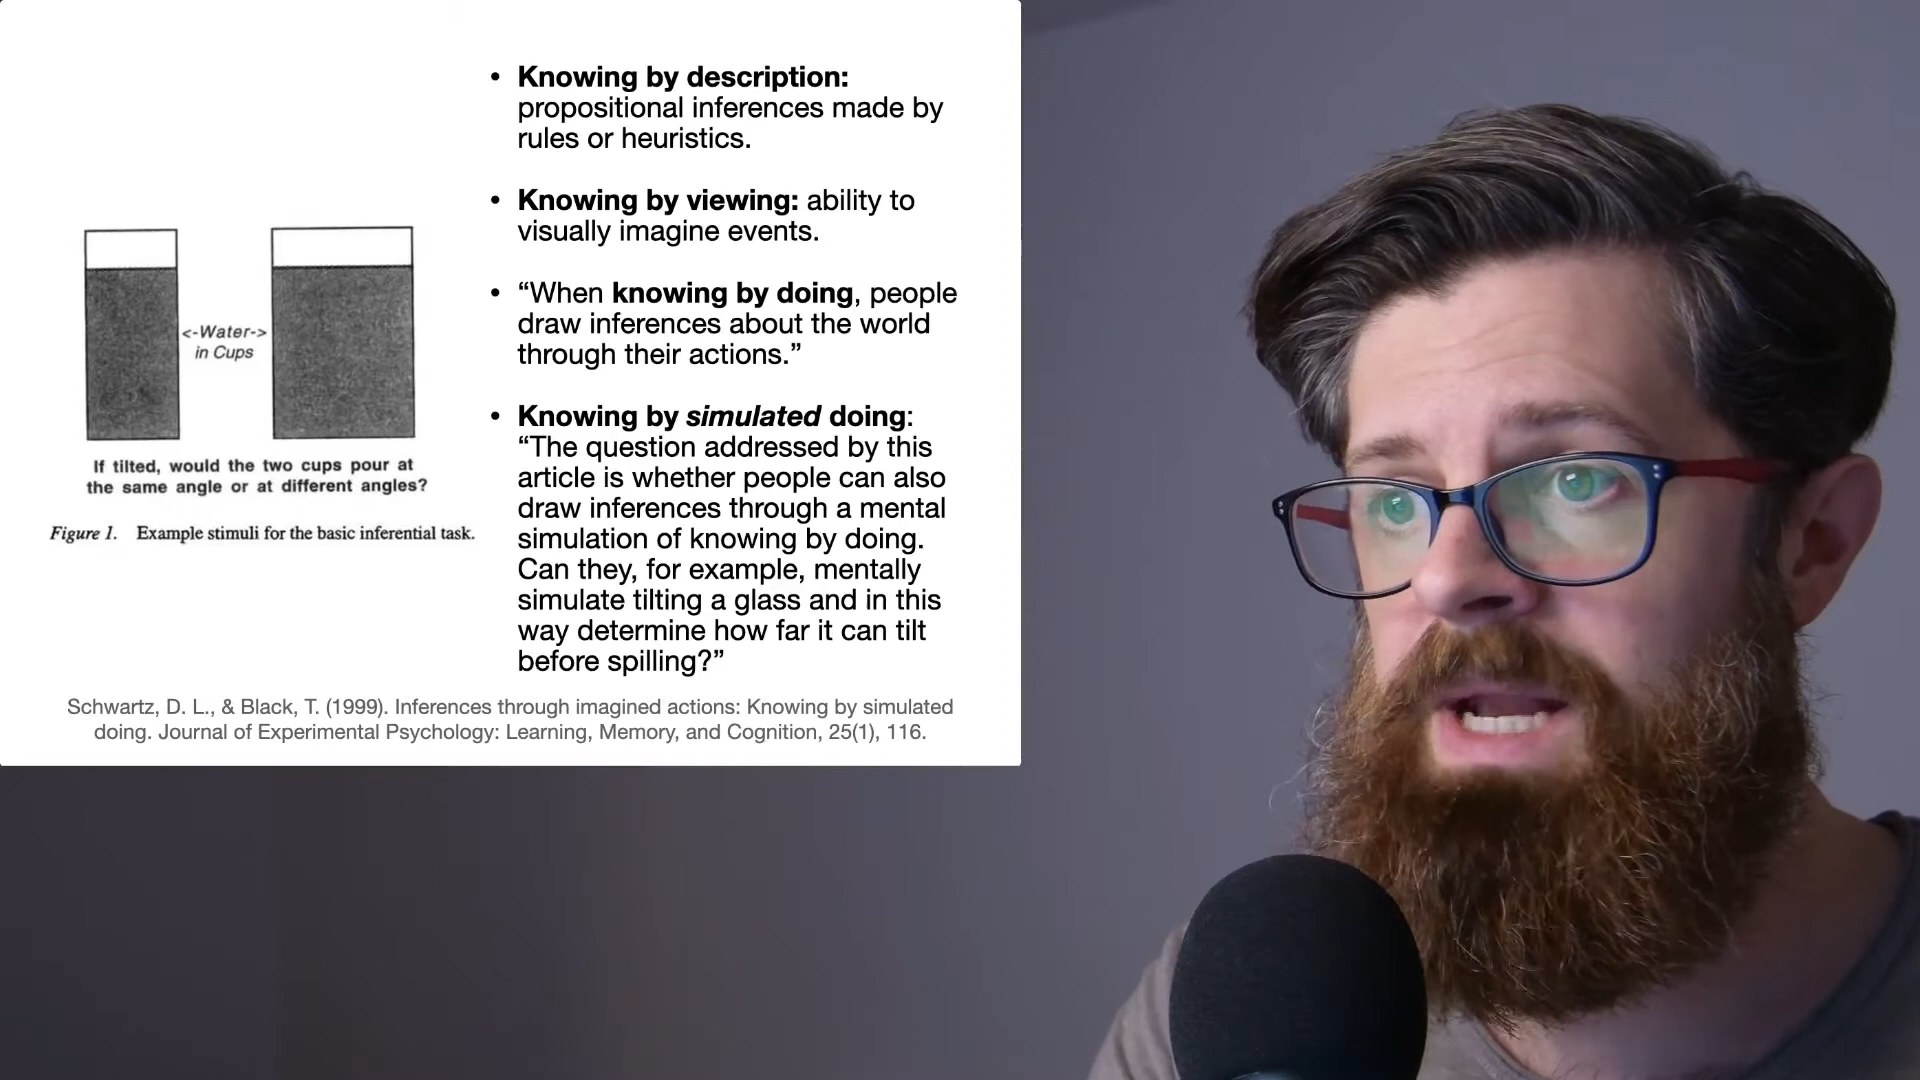 • Knowing by description:
propositional inferences made by
rules or heuristics.
• Knowing by viewing: ability to
visually imagine events.
• “When knowing by doing, people
draw inferences about the world
through their actions.”
• Knowing by simulated doing:
“The question addressed by this
article is whether people can also
draw inferences through a mental
simulation of knowing by doing.
Can they, for example, mentally
simulate tilting a glass and in this
way determine how far it can tilt
before spilling?”
<-Water->
in Cups
If tilted, would the two cups pour at
the same angle or at different angles?
Figure 1. Example stimuli for the basic inferential task.
Schwartz, D. L., & Black, T. (1999). Inferences through imagined actions: Knowing by simulated
doing. Journal of Experimental Psychology: Learning, Memory, and Cognition, 25(1), 116.